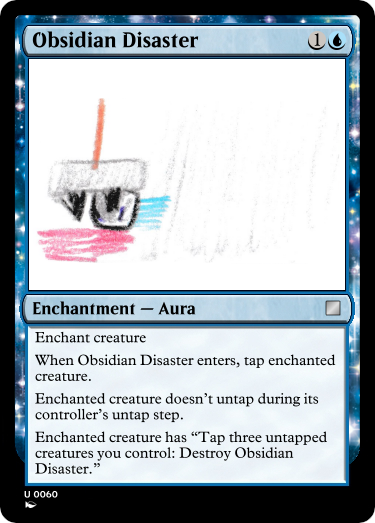 Obsidian Disaster 1
Enchantment — Aura
Enchant creature
When Obsidian Disaster enters, tap enchanted
creature.
Enchanted creature doesn’t untap during its
controller’s untap step.
Enchanted creature has “Tap three untapped
creatures you control: Destroy Obsidian
Disaster.”
U 0060